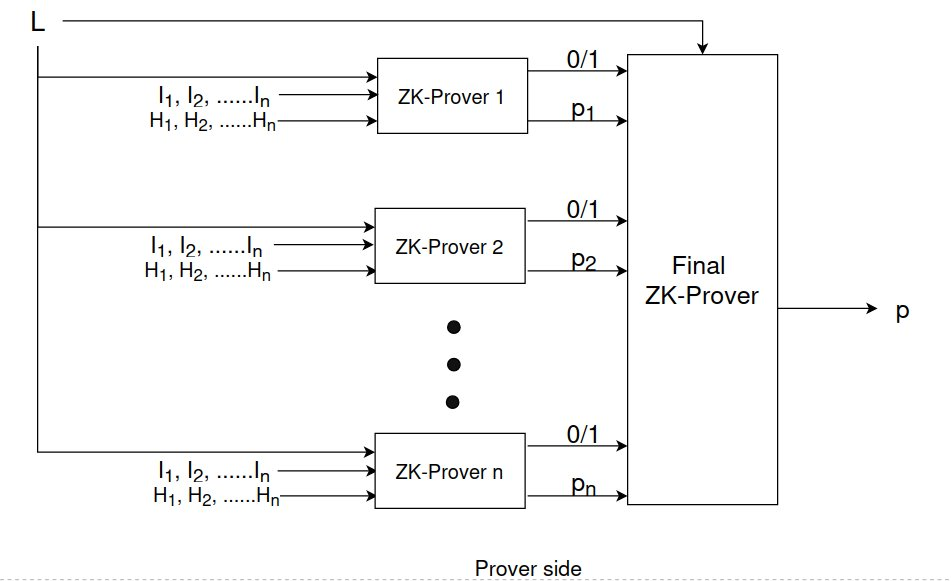 L
0/1
I₁, I₂, ......Iₙ
ZK-Prover 1
H₁, H₂, ......Hₙ
p₁
0/1
I₁, I₂, ......Iₙ
ZK-Prover 2
H₁, H₂, ......Hₙ
p₂
Final
ZK-Prover
p
0/1
I₁, I₂, ......Iₙ
ZK-Prover n
H₁, H₂, ......Hₙ
pₙ
Prover side